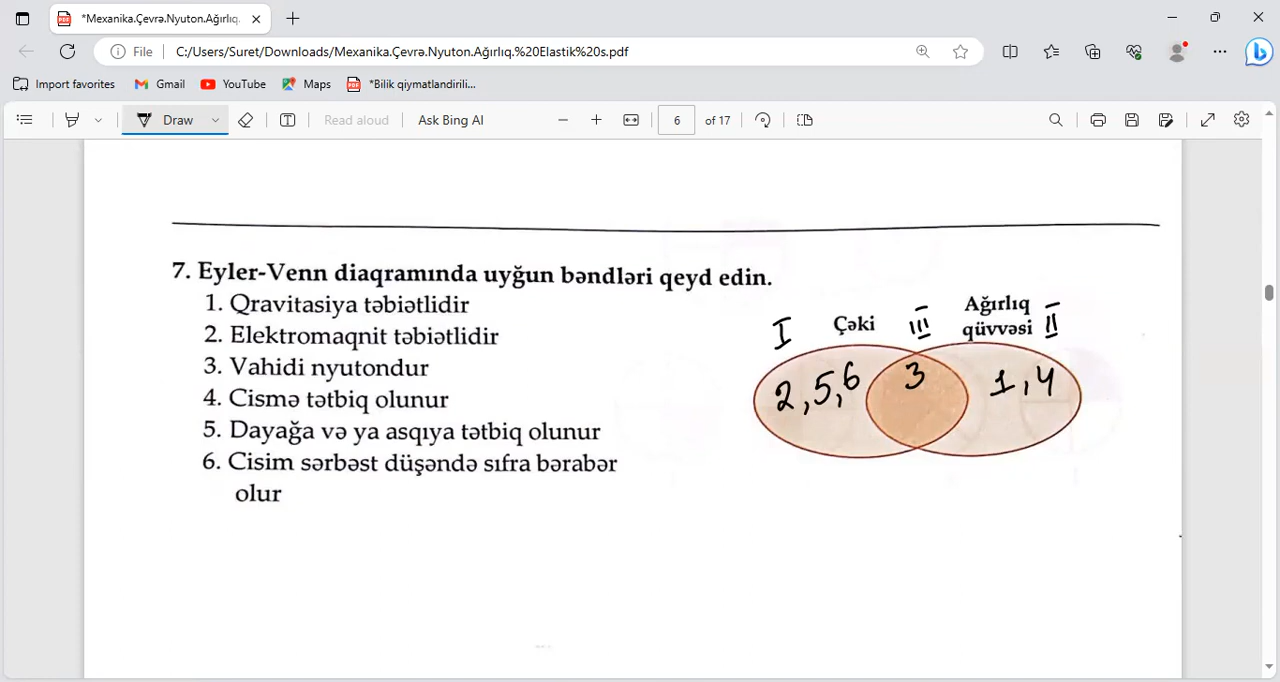 *Mexanika.Çevrə.Nyuton.Ağırlıq.
File
C:/Users/Suret/Downloads/Mexanika.Çevrə.Nyuton.Ağırlıq.%20Elastik%20s.pdf
Import favorites
Gmail
YouTube
Maps
*Bilik qiymatlandirili...
Draw
Read aloud
Ask Bing AI
6
of 17
7. Eyler-Venn diaqramında uyğun bəndləri qeyd edin.
1. Qravitasiya təbiətlidir
2. Elektromaqnit təbiətlidir
3. Vahidi nyutondur
4. Cismə tətbiq olunur
5. Dayağa və ya asqıya tətbiq olunur
6. Cisim sərbəst düşəndə sıfra bərabər
olur
I
Çəki
III
Ağırlıq
qüvvəsi
II
2,5,6
3
1,4